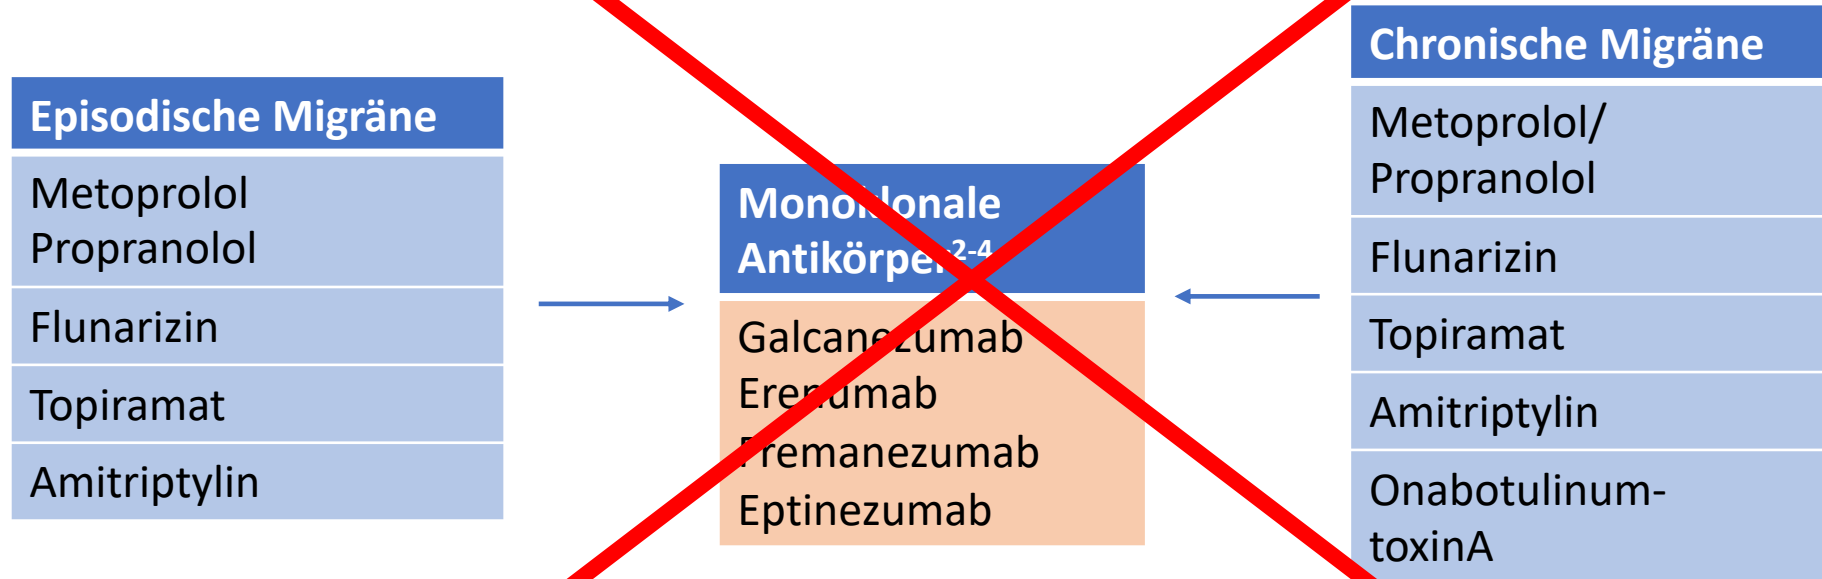 Episodische Migräne
Metoprolol
Propranolol
Flunarizin
Topiramat
Amitriptylin
Monoklonale
Antikörper2-4
Galcanezumab
Erenumab
Fremanezumab
Eptinezumab
Chronische Migräne
Metoprolol/
Propranolol
Flunarizin
Topiramat
Amitriptylin
Onabotulinum-
toxinA